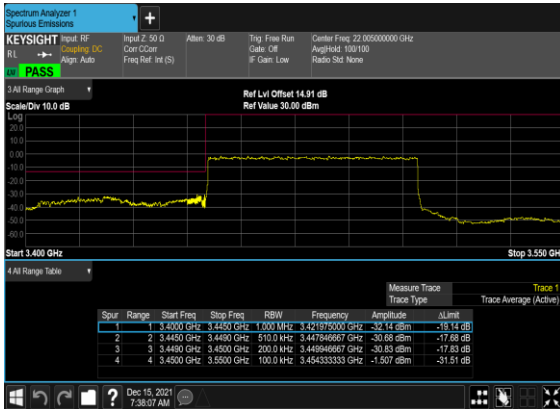 Spectrum Analyzer 1
Spurious Emissions
KEYSIGHT
RL
Input: RF
Coupling: DC
Align: Auto
Input Z: 50 Ω
Corr CCorr
Freq Ref: Int (S)
Atten: 30 dB
Trig: Free Run
Gate: Off
IF Gain: Low
Center Freq: 22.005000000 GHz
Avg|Hold: 100/100
Radio Std: None
PASS
3 All Range Graph
Scale/Div 10.0 dB
Ref Lvl Offset 14.91 dB
Ref Value 30.00 dBm
Log
20.0
10.0
0.00
-10.0
-20.0
-30.0
-40.0
-50.0
-60.0
Start 3.400 GHz
Stop 3.550 GH
4 All Range Table
Measure Trace Trace 1
Trace Type Trace Average (Active)
Spur Range Start Freq Stop Freq RBW Frequency Amplitude ΔLimit
1 1 3.4000 GHz 3.4450 GHz 1.000 MHz 3.421975000 GHz -32.14 dBm -19.14 dB
2 2 3.4450 GHz 3.4490 GHz 510.0 kHz 3.447846667 GHz -30.68 dBm -17.68 dB
3 3 3.4490 GHz 3.4500 GHz 200.0 kHz 3.449946667 GHz -30.83 dBm -17.83 dB
4 4 3.4500 GHz 3.5500 GHz 100.0 kHz 3.454333333 GHz -1.507 dBm -31.51 dB
?
Dec 15, 2021
7:38:07 AM